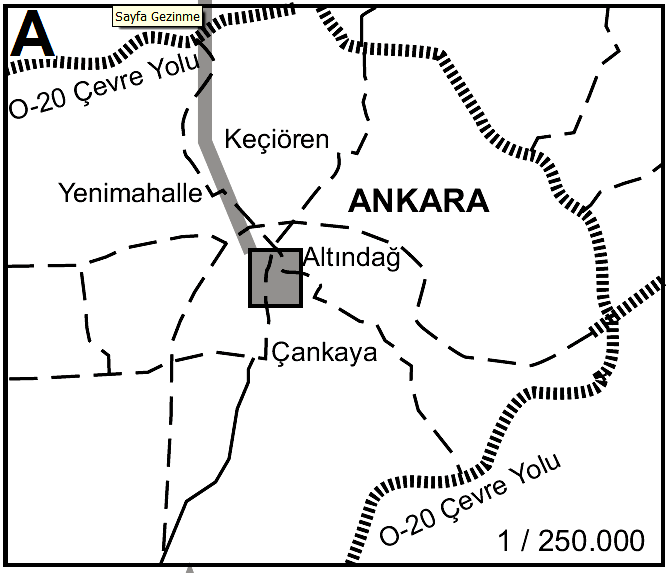 A
Sayfa Gezinme
O-20 Çevre Yolu
Keçiören
Yenimahalle
ANKARA
Altındağ
Çankaya
O-20 Çevre Yolu
1 / 250.000